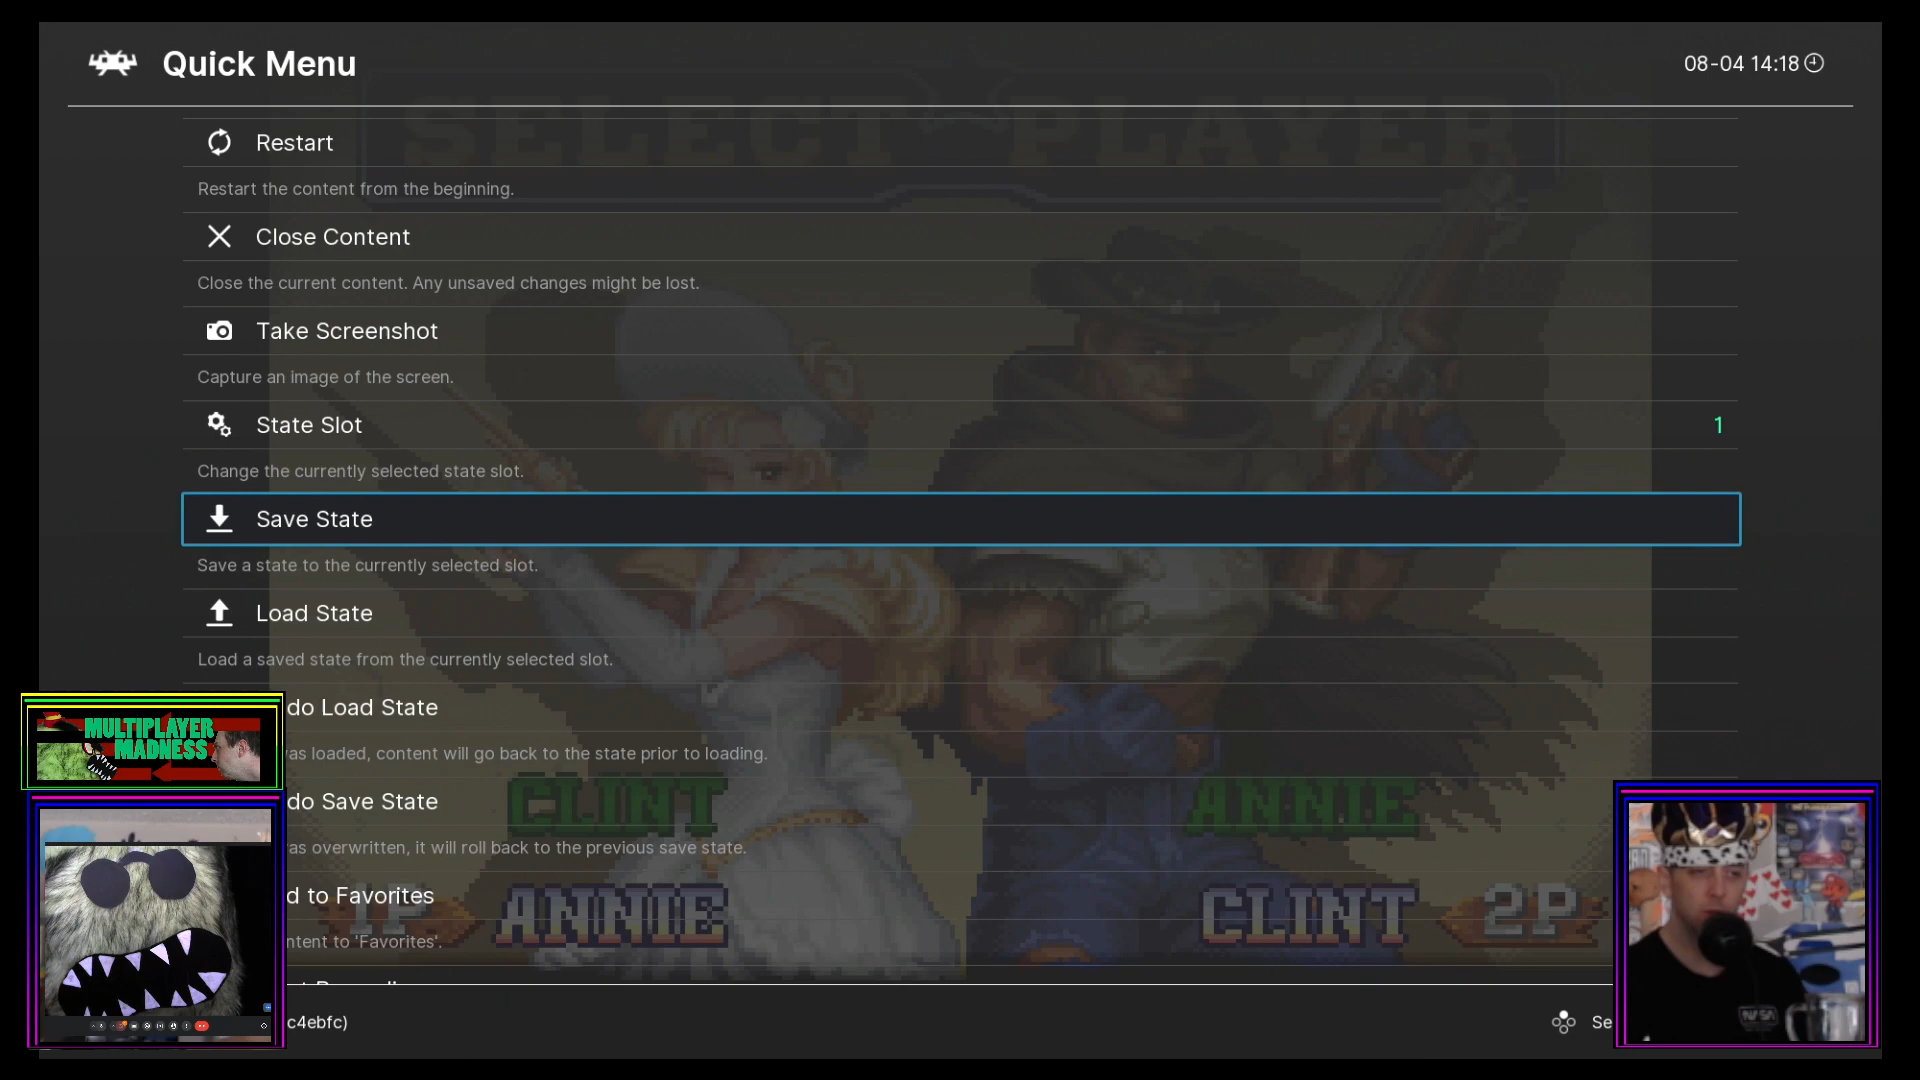 Quick Menu
08-04 14:18
SELECT PLAYER
Restart
Restart the content from the beginning.
Close Content
Close the current content. Any unsaved changes might be lost.
Take Screenshot
Capture an image of the screen.
State Slot
1
Change the currently selected state slot.
Save State
Save a state to the currently selected slot.
Load State
Load a saved state from the currently selected slot.
do Load State
as loaded, content will go back to the state prior to loading.
MULTIPLAYER
MADNESS
do Save State
CLINT
ANNIE
as overwritten, it will roll back to the previous save state.
d to Favorites
1P ANNIE
CLINT 2P
ntent to 'Favorites'.
c4ebfc)
Se
NASA